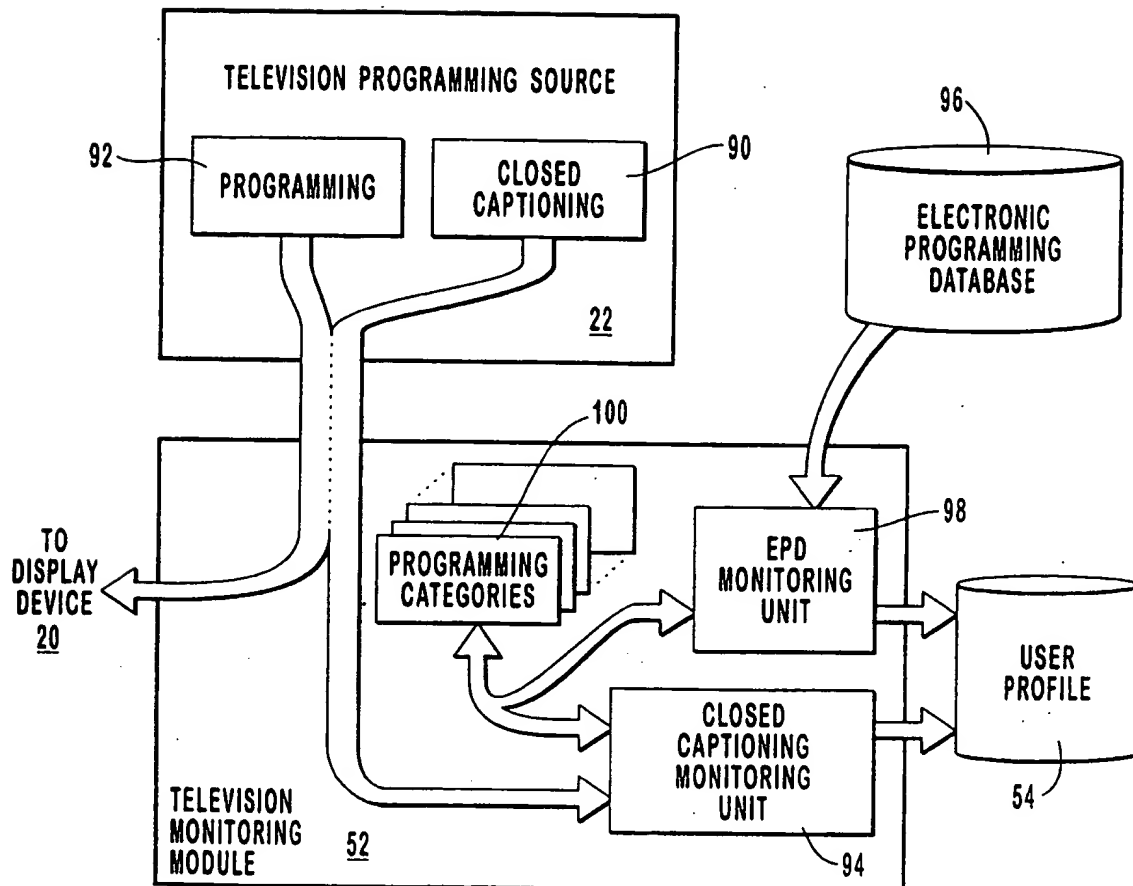 TELEVISION PROGRAMMING SOURCE
92
PROGRAMMING
CLOSED
CAPTIONING
90
22
96
ELECTRONIC
PROGRAMMING
DATABASE
100
PROGRAMMING
CATEGORIES
98
EPD
MONITORING
UNIT
TO
DISPLAY
DEVICE
20
CLOSED
CAPTIONING
MONITORING
UNIT
94
USER
PROFILE
54
TELEVISION
MONITORING
MODULE
52